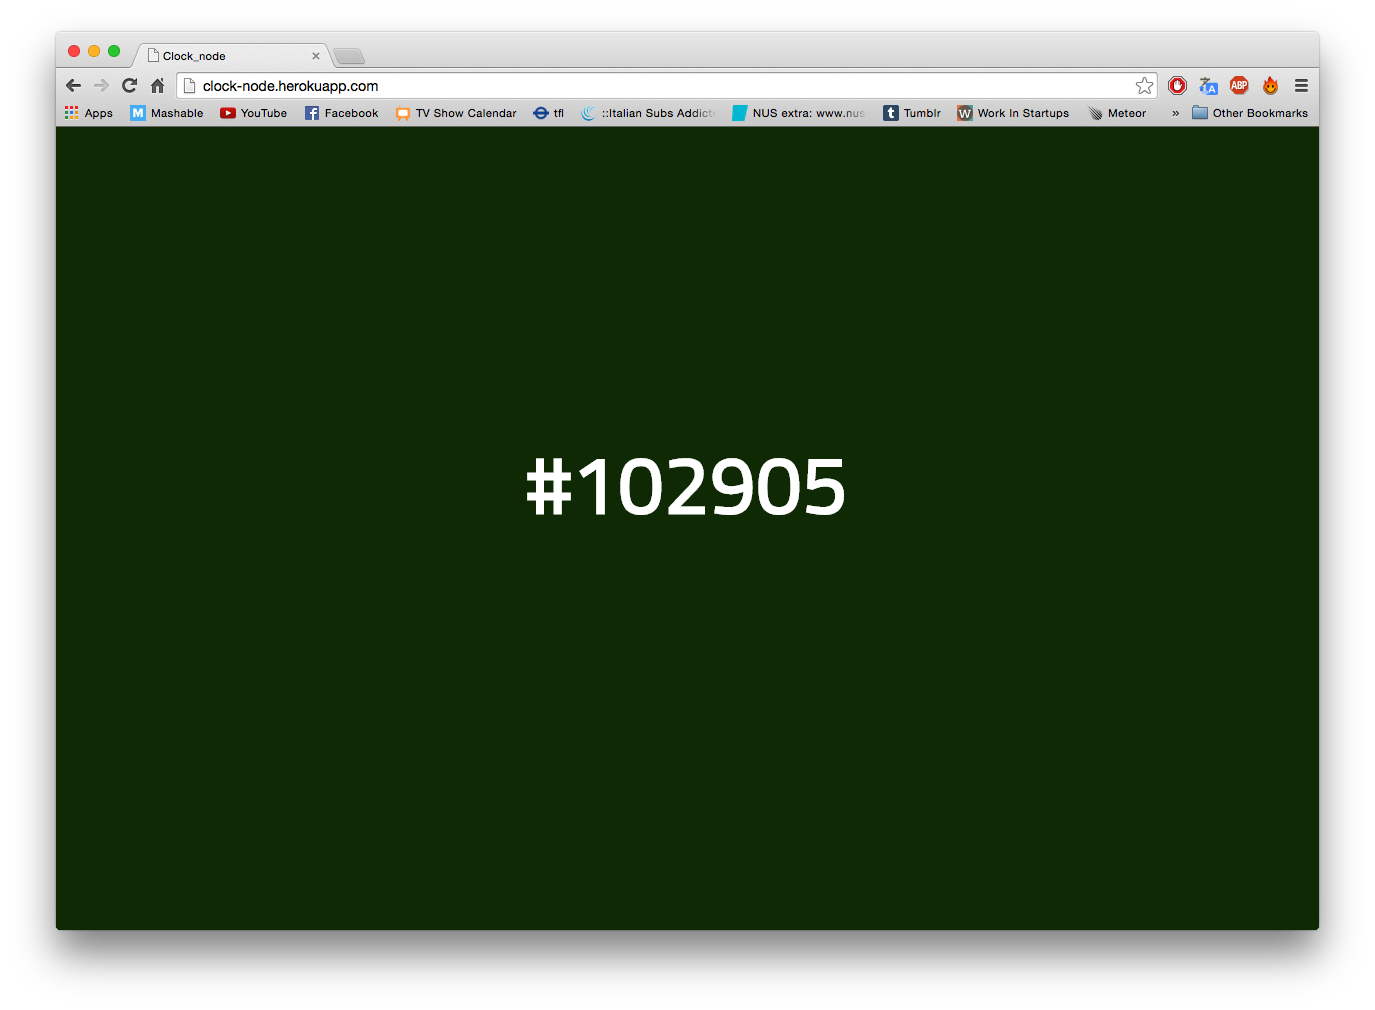 Clock_node
clock-node.herokuapp.com
ABP
Apps M Mashable YouTube f Facebook TV Show Calendar tfl ::Italian Subs Addict NUS extra: www.nus t Tumblr W Work In Startups Meteor » Other Bookmarks
#102905